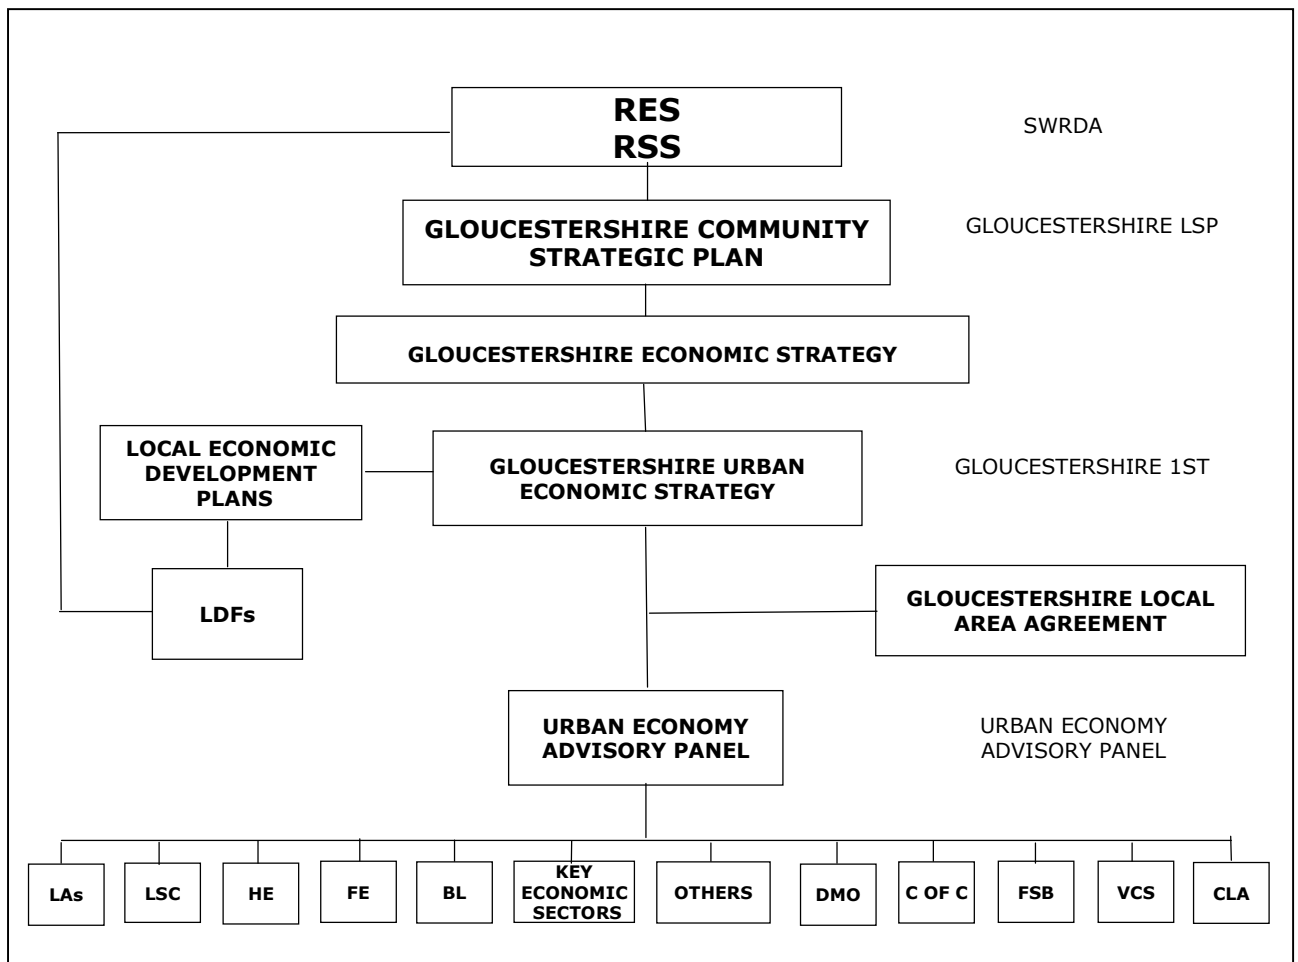 RES
RSS
SWRDA
GLOUCESTERSHIRE COMMUNITY
STRATEGIC PLAN
GLOUCESTERSHIRE LSP
GLOUCESTERSHIRE ECONOMIC STRATEGY
LOCAL ECONOMIC
DEVELOPMENT
PLANS
GLOUCESTERSHIRE URBAN
ECONOMIC STRATEGY
GLOUCESTERSHIRE 1ST
LDFs
GLOUCESTERSHIRE LOCAL
AREA AGREEMENT
URBAN ECONOMY
ADVISORY PANEL
URBAN ECONOMY
ADVISORY PANEL
LAs
LSC
HE
FE
BL
KEY
ECONOMIC
SECTORS
OTHERS
DMO
C OF C
FSB
VCS
CLA